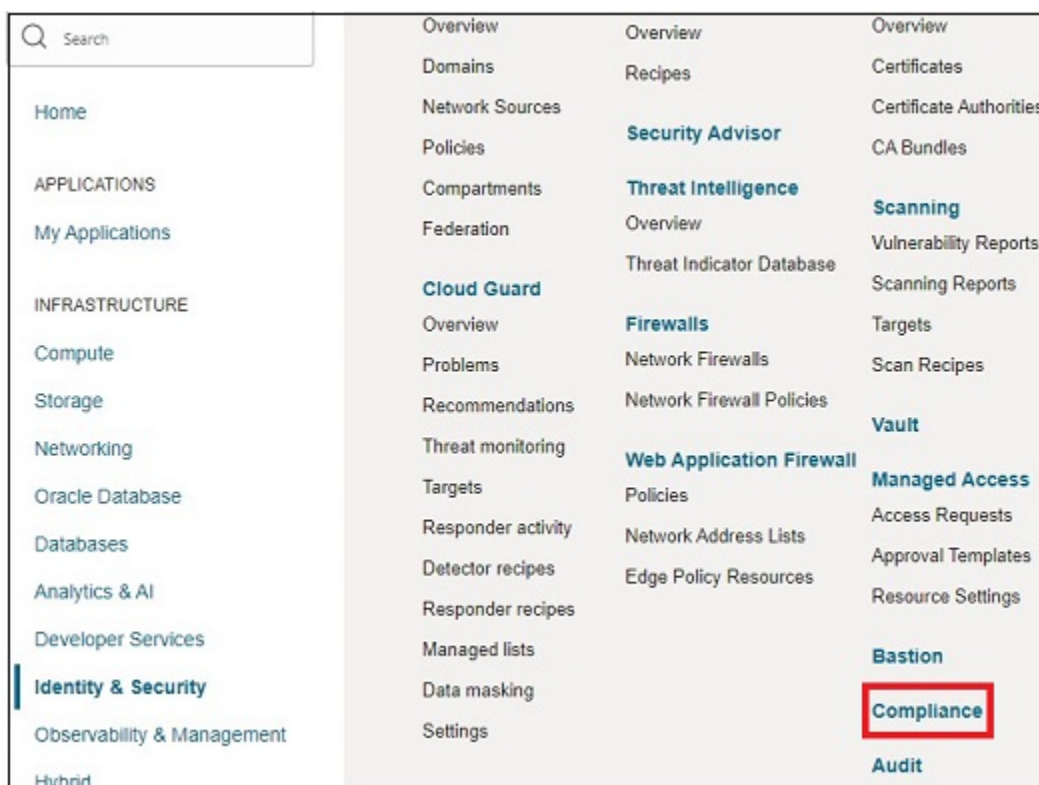 Search
Home
APPLICATIONS
My Applications
INFRASTRUCTURE
Compute
Storage
Networking
Oracle Database
Databases
Analytics & AI
Developer Services
Identity & Security
Observability & Management
Hybrid
Overview
Domains
Network Sources
Policies
Compartments
Federation
Cloud Guard
Overview
Problems
Recommendations
Threat monitoring
Targets
Responder activity
Detector recipes
Responder recipes
Managed lists
Data masking
Settings
Overview
Recipes
Security Advisor
Threat Intelligence
Overview
Threat Indicator Database
Firewalls
Network Firewalls
Network Firewall Policies
Web Application Firewall
Policies
Network Address Lists
Edge Policy Resources
Overview
Certificates
Certificate Authorities
CA Bundles
Scanning
Vulnerability Reports
Scanning Reports
Targets
Scan Recipes
Vault
Managed Access
Access Requests
Approval Templates
Resource Settings
Bastion
Compliance
Audit